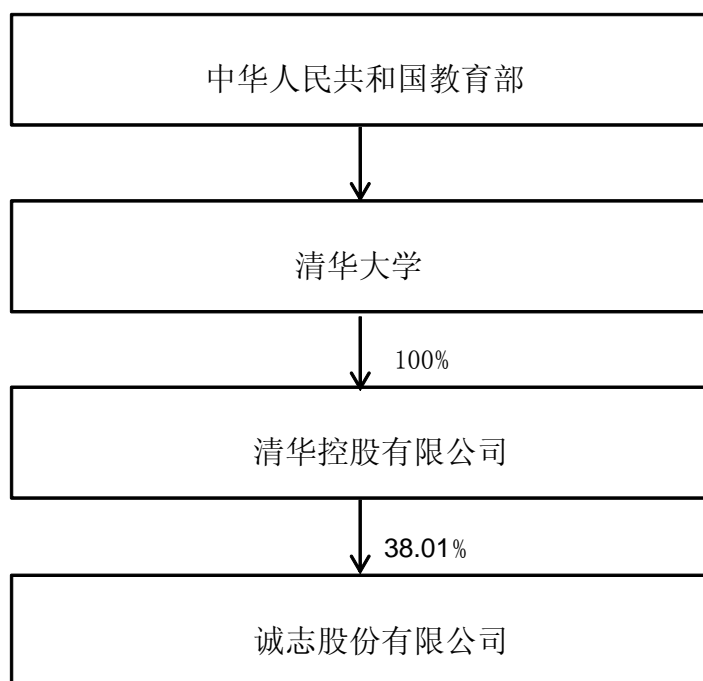 中华人民共和国教育部
清华大学
100%
清华控股有限公司
38.01%
诚志股份有限公司